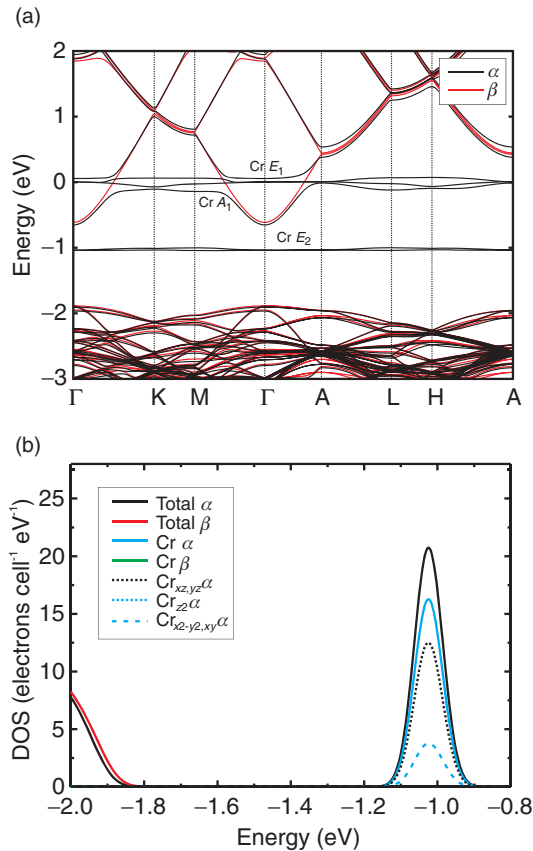 (a)
2
1
0
−1
−2
−3
Energy (eV)
α
β
Cr E₁
Cr A₁
Cr E₂
Γ K M Γ A L H A
(b)
25
20
15
10
5
0
DOS (electrons cell⁻¹ eV⁻¹)
Total α
Total β
Cr α
Cr β
Crxz,yzα
Crz2α
Crx2-y2,xyα
−2.0 −1.8 −1.6 −1.4 −1.2 −1.0 −0.8
Energy (eV)